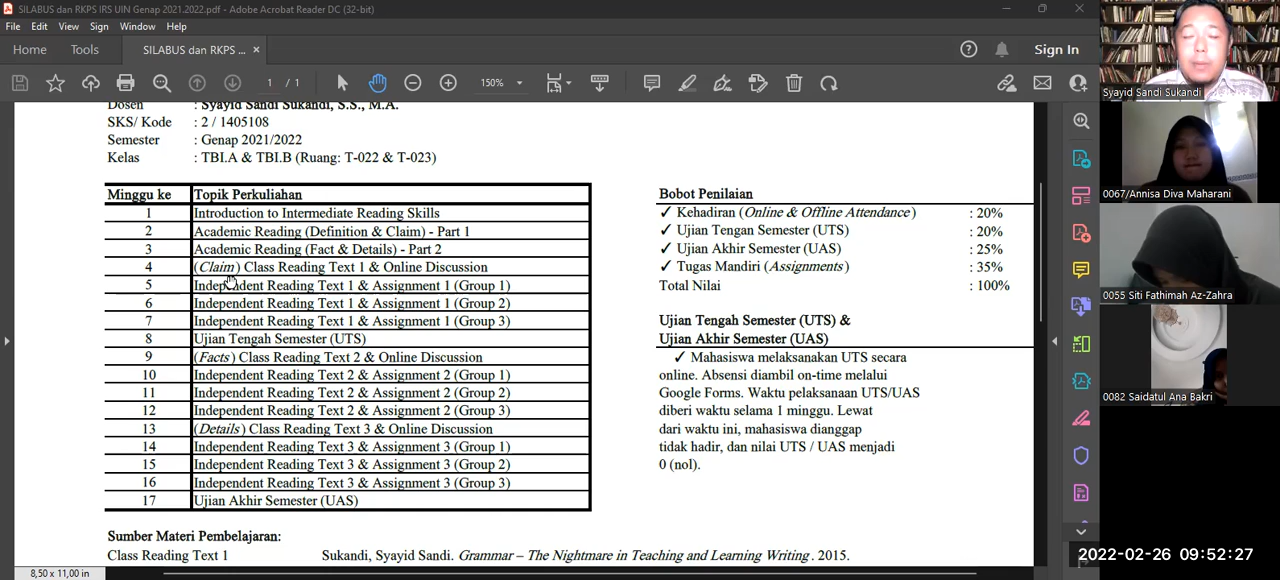 SILABUS dan RKPS IRS UIN Genap 2021.2022.pdf - Adobe Acrobat Reader DC (32-bit)
File Edit View Sign Window Help
Home Tools SILABUS dan RKPS ... × Sign In
1 / 1 150%
Dosen : Syayid Sandi Sukandi, S.S., M.A.
SKS/ Kode : 2 / 1405108
Semester : Genap 2021/2022
Kelas : TBI.A & TBI.B (Ruang: T-022 & T-023)
Minggu ke Topik Perkuliahan
1 Introduction to Intermediate Reading Skills
2 Academic Reading (Definition & Claim) - Part 1
3 Academic Reading (Fact & Details) - Part 2
4 (Claim) Class Reading Text 1 & Online Discussion
5 Independent Reading Text 1 & Assignment 1 (Group 1)
6 Independent Reading Text 1 & Assignment 1 (Group 2)
7 Independent Reading Text 1 & Assignment 1 (Group 3)
8 Ujian Tengah Semester (UTS)
9 (Facts) Class Reading Text 2 & Online Discussion
10 Independent Reading Text 2 & Assignment 2 (Group 1)
11 Independent Reading Text 2 & Assignment 2 (Group 2)
12 Independent Reading Text 2 & Assignment 2 (Group 3)
13 (Details) Class Reading Text 3 & Online Discussion
14 Independent Reading Text 3 & Assignment 3 (Group 1)
15 Independent Reading Text 3 & Assignment 3 (Group 2)
16 Independent Reading Text 3 & Assignment 3 (Group 3)
17 Ujian Akhir Semester (UAS)
Bobot Penilaian
✓ Kehadiran (Online & Offline Attendance) : 20%
✓ Ujian Tengan Semester (UTS) : 20%
✓ Ujian Akhir Semester (UAS) : 25%
✓ Tugas Mandiri (Assignments) : 35%
Total Nilai : 100%
Ujian Tengah Semester (UTS) &
Ujian Akhir Semester (UAS)
✓ Mahasiswa melaksanakan UTS secara
online. Absensi diambil on-time melalui
Google Forms. Waktu pelaksanaan UTS/UAS
diberi waktu selama 1 minggu. Lewat
dari waktu ini, mahasiswa dianggap
tidak hadir, dan nilai UTS / UAS menjadi
0 (nol).
Sumber Materi Pembelajaran:
Class Reading Text 1 Sukandi, Syayid Sandi. Grammar – The Nightmare in Teaching and Learning Writing. 2015.
8,50 x 11,00 in
Syayid Sandi Sukandi
0067/Annisa Diva Maharani
0055 Siti Fathimah Az-Zahra
0082 Saidatul Ana Bakri
2022-02-26 09:52:27